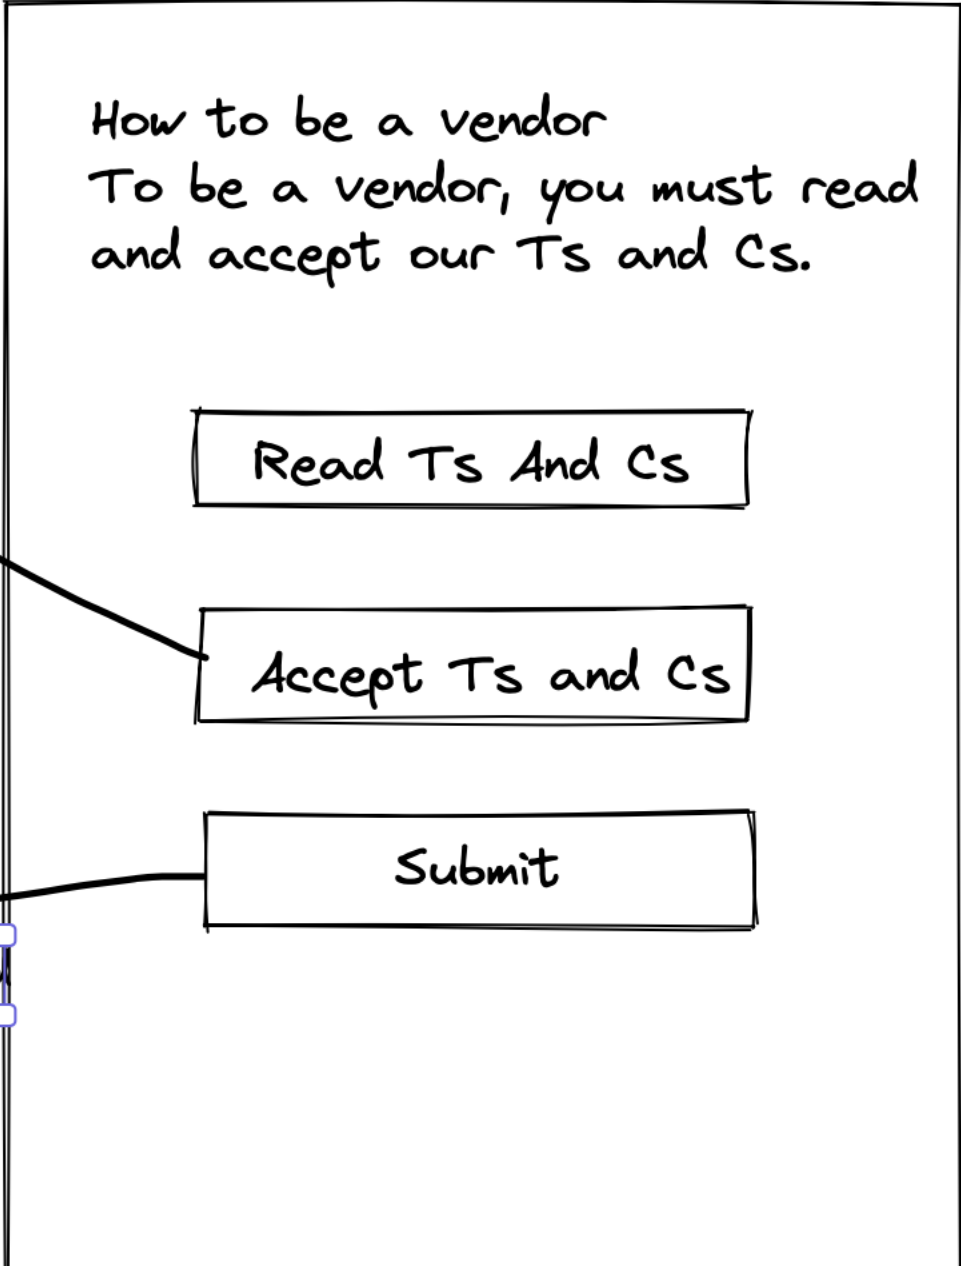 How to be a vendor
To be a vendor, you must read
and accept our Ts and Cs.
Read Ts And Cs
Accept Ts and Cs
Submit